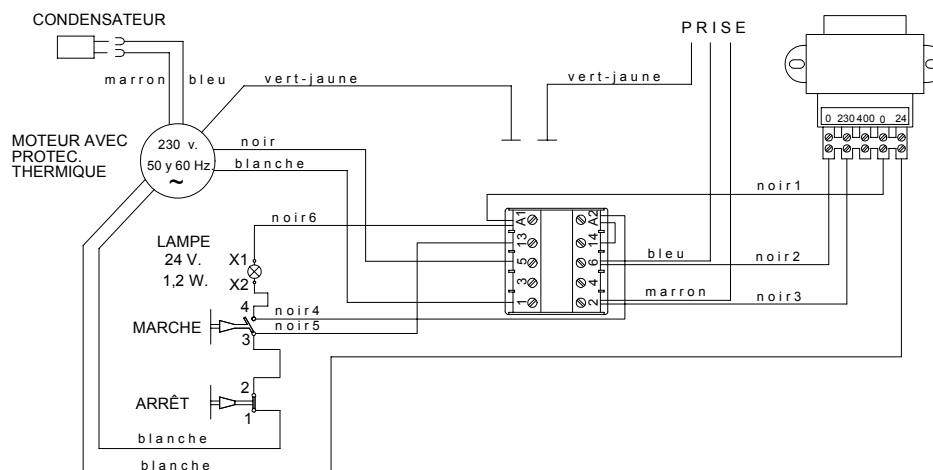 CONDENSATEUR
marron
bleu
vert-jaune
PRISE
vert-jaune
0 230 400 0 24
MOTEUR AVEC
PROTEC.
THERMIQUE
230 v.
50 y 60 Hz
~
noir
blanche
noir1
noir6
A1
13
5
3
1
A2
14
6
4
2
bleu
noir2
marron
noir3
LAMPE
24 V.
1,2 W.
X1
X2
4
noir4
noir5
MARCHE
3
2
ARRÊT
1
blanche
blanche